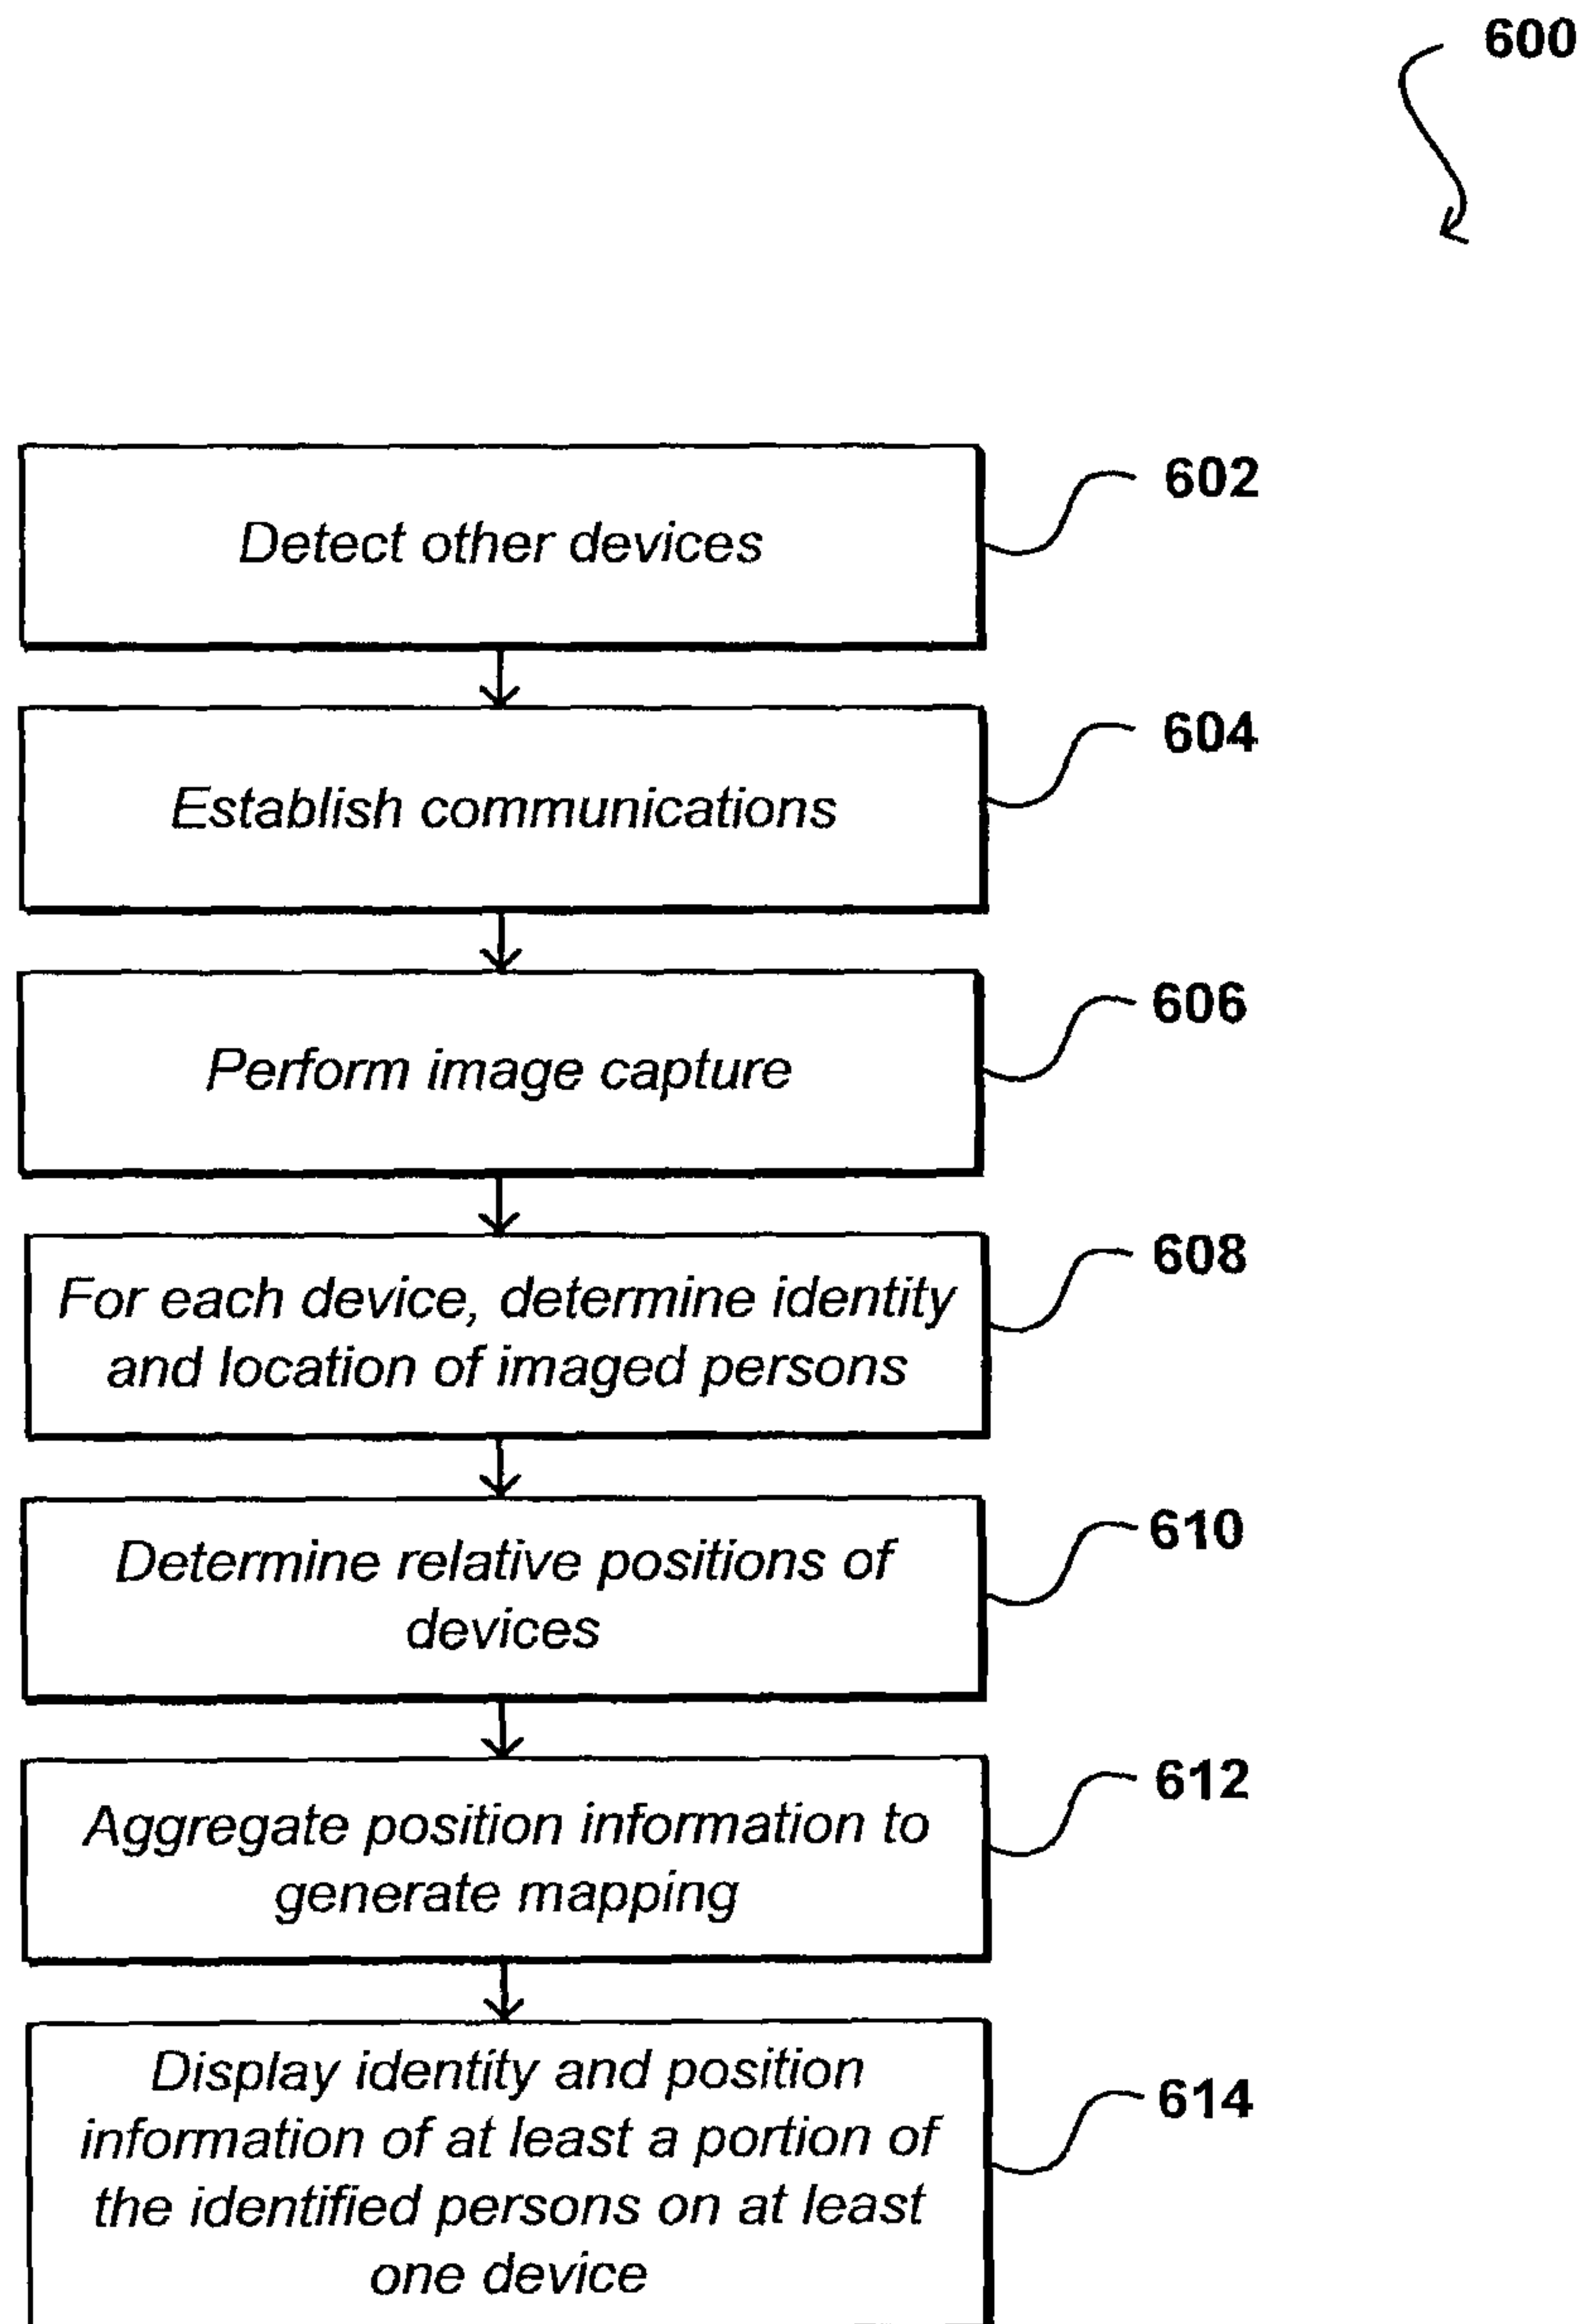 600
Detect other devices
602
Establish communications
604
Perform image capture
606
For each device, determine identity
and location of imaged persons
608
Determine relative positions of
devices
610
Aggregate position information to
generate mapping
612
Display identity and position
information of at least a portion of
the identified persons on at least
one device
614